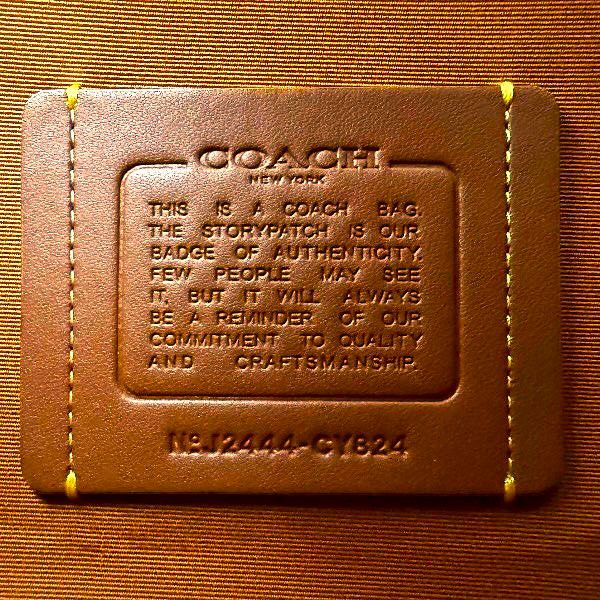 COACH
NEW YORK
THIS IS A COACH BAG.
THE STORYPATCH IS OUR
BADGE OF AUTHENTICITY.
FEW PEOPLE MAY SEE
IT, BUT IT WILL ALWAYS
BE A REMINDER OF OUR
COMMITMENT TO QUALITY
AND CRAFTSMANSHIP.
Nº J2444-CY824